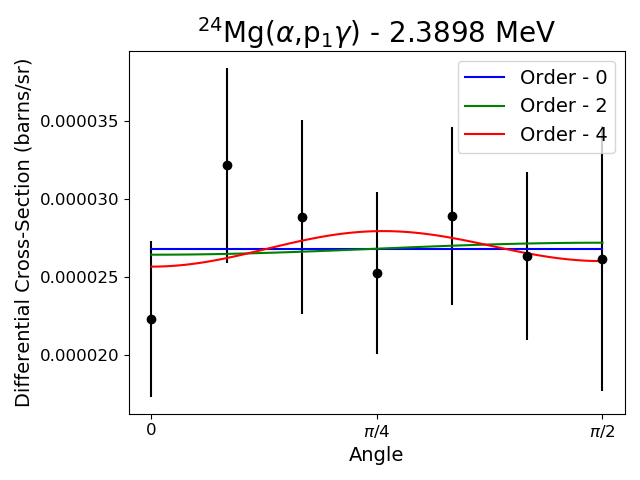 ²⁴Mg(α,p₁γ) - 2.3898 MeV
Order - 0
Order - 2
Order - 4
Differential Cross-Section (barns/sr)
0.000035
0.000030
0.000025
0.000020
0 π/4 π/2
Angle